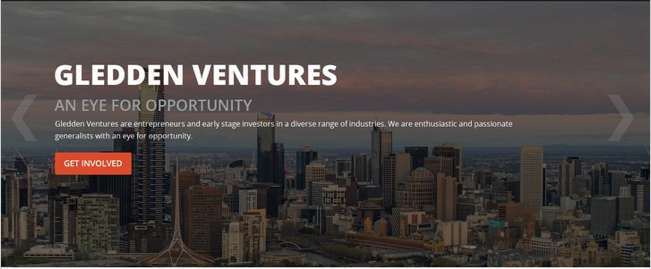 GLEDDEN VENTURES
AN EYE FOR OPPORTUNITY
Gledden Ventures are entrepreneurs and early stage investors in a diverse range of industries. We are enthusiastic and passionate
generalists with an eye for opportunity.
GET INVOLVED